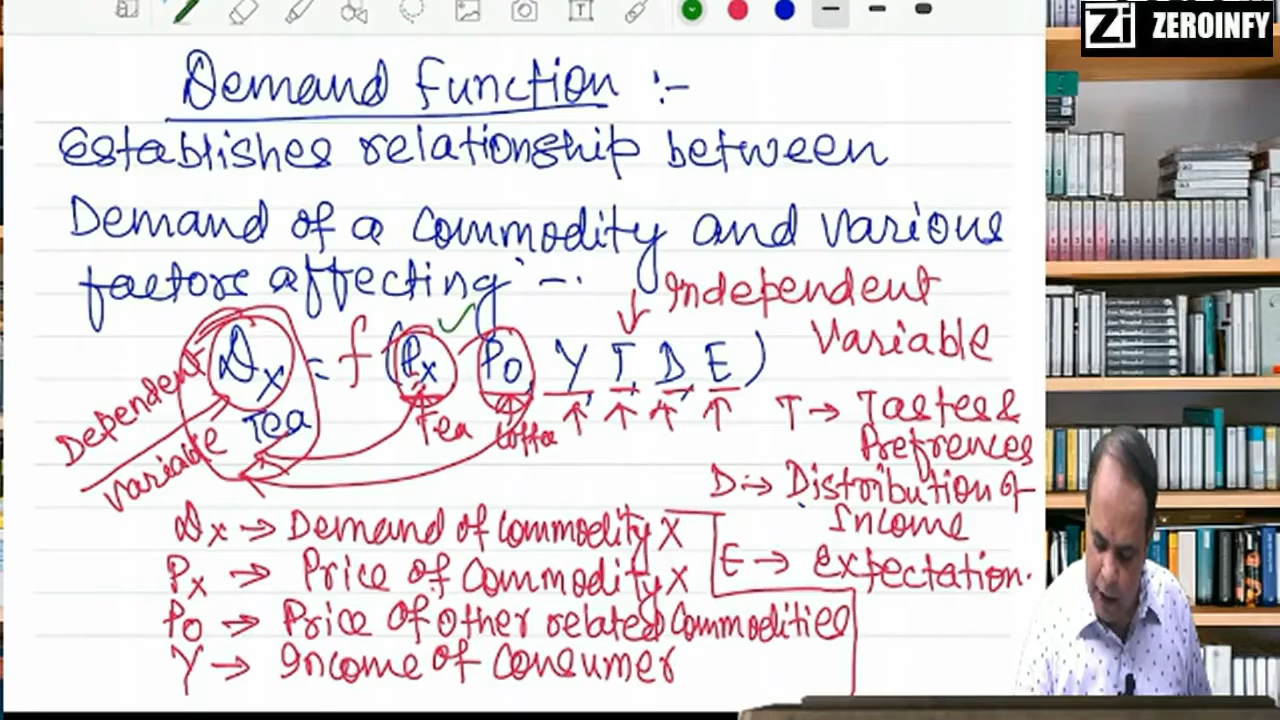 Zi ZEROINFY
Demand Function :-
Establishes relationship between
Demand of a commodity and various
factors affecting :-
Independent
Variable
Dx = f (Px, Po, Y, T, D, E)
Dependent
Variable
Tea
Tea
Coffee
T → Tastes &
Prefrences
D → Distribution of
Income
E → Expectation.
Dx → Demand of Commodity X
Px → Price of Commodity X
Po → Price of other related Commodities
Y → Income of Consumer